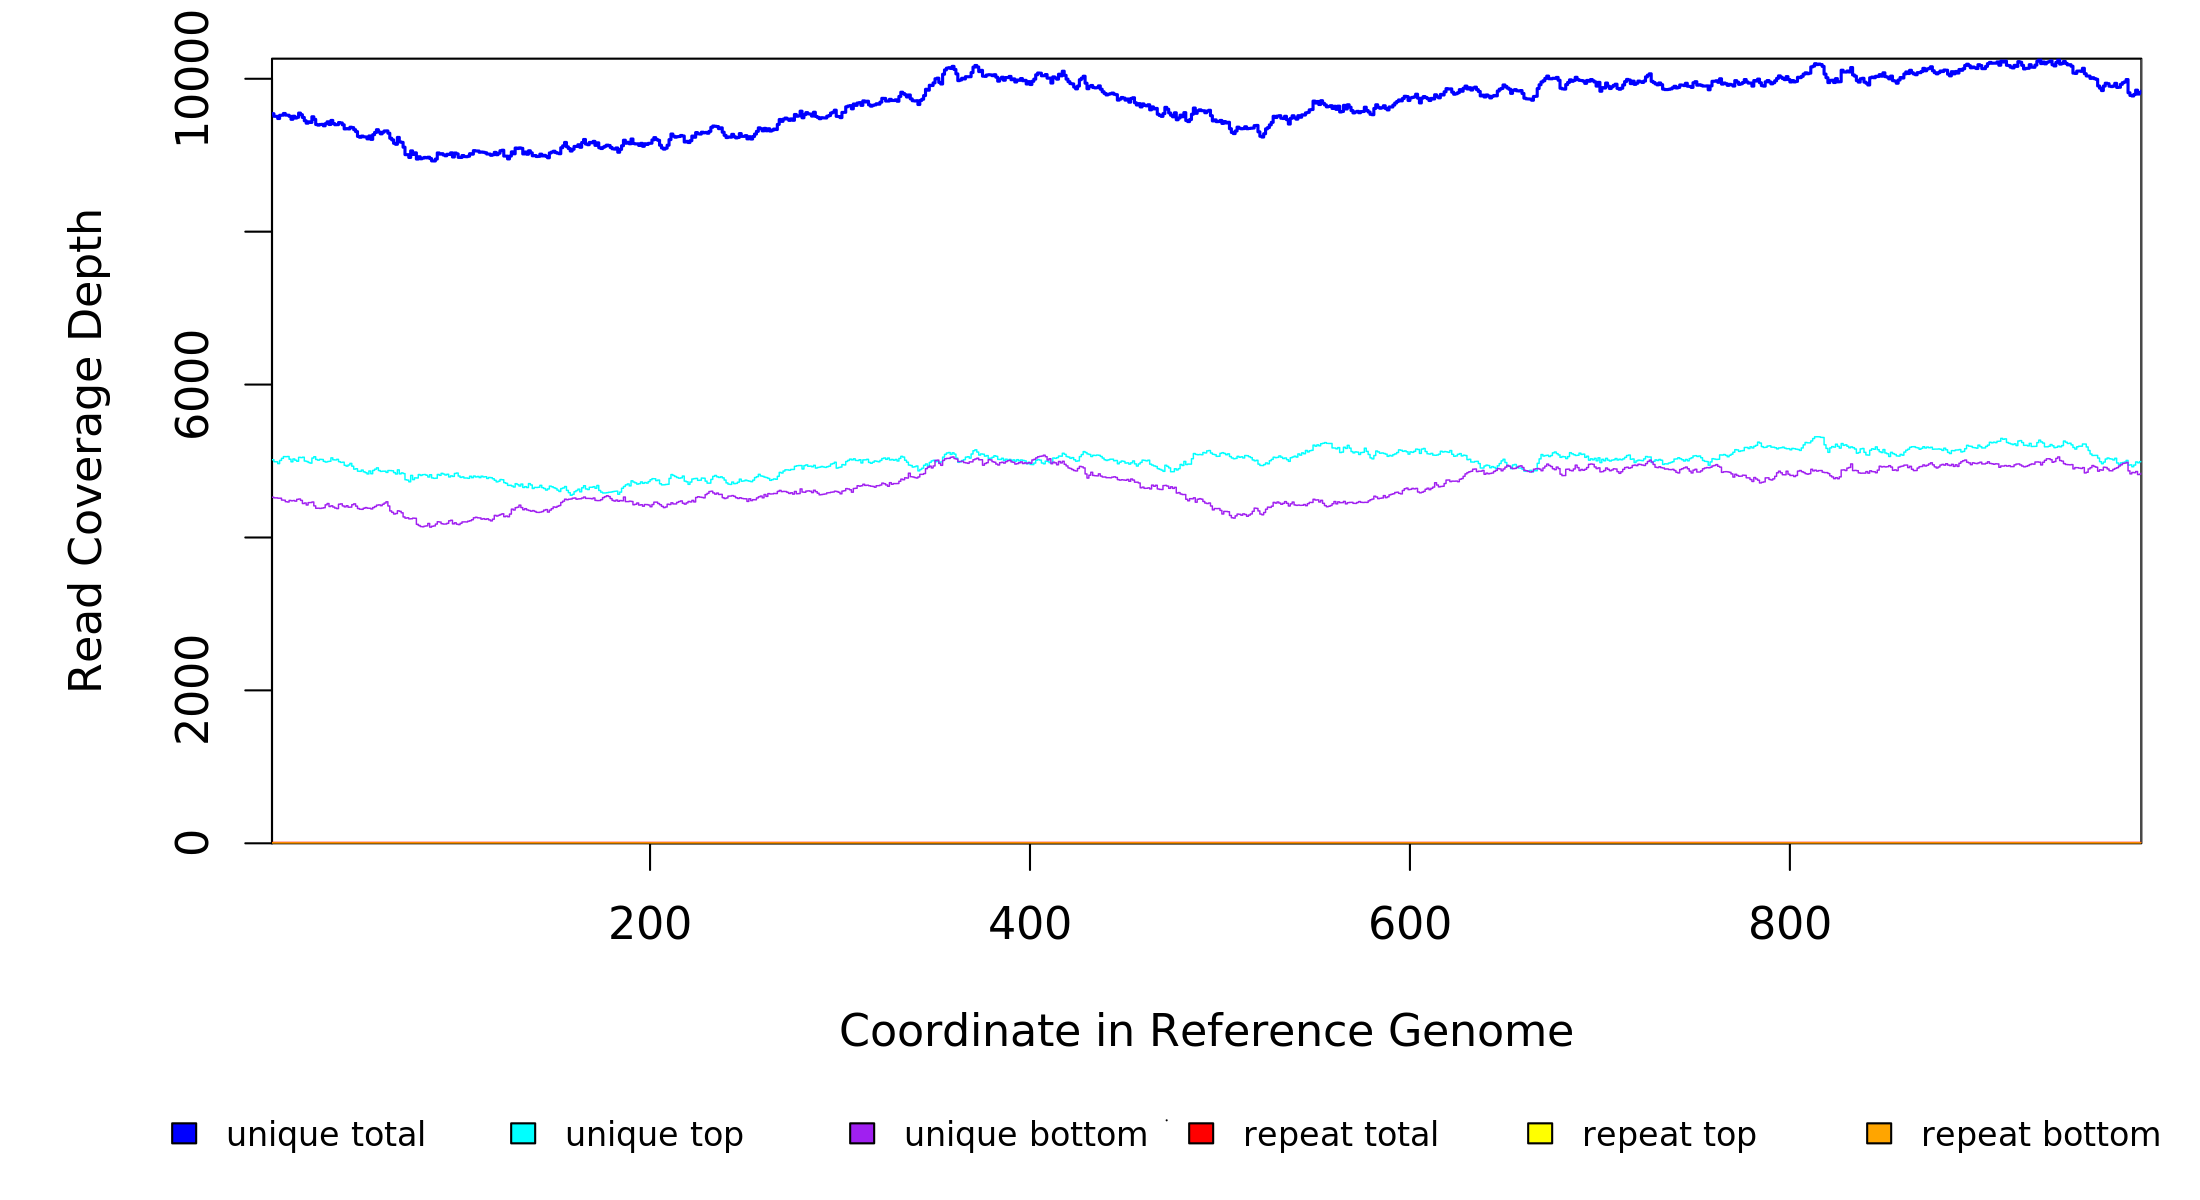 Read Coverage Depth
10000
6000
2000
0
200 400 600 800
Coordinate in Reference Genome
unique total unique top unique bottom repeat total repeat top repeat bottom